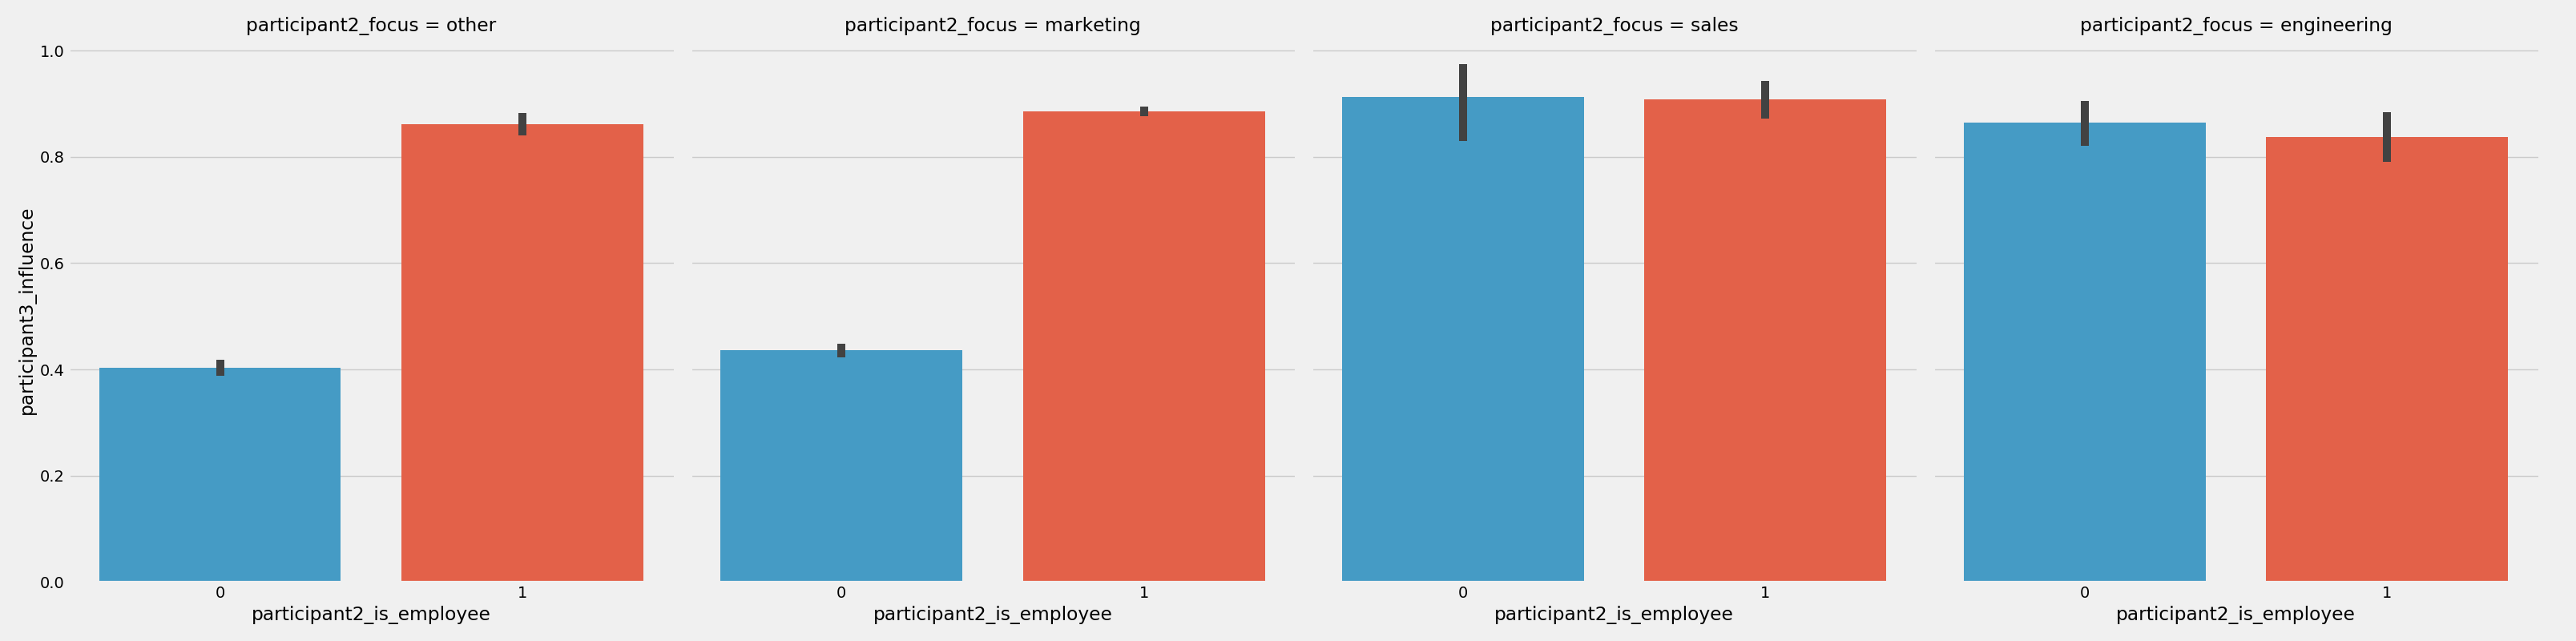 participant2_focus = other
participant2_focus = marketing
participant2_focus = sales
participant2_focus = engineering
participant3_influence
1.0
0.8
0.6
0.4
0.2
0.0
0
1
0
1
0
1
0
1
participant2_is_employee
participant2_is_employee
participant2_is_employee
participant2_is_employee